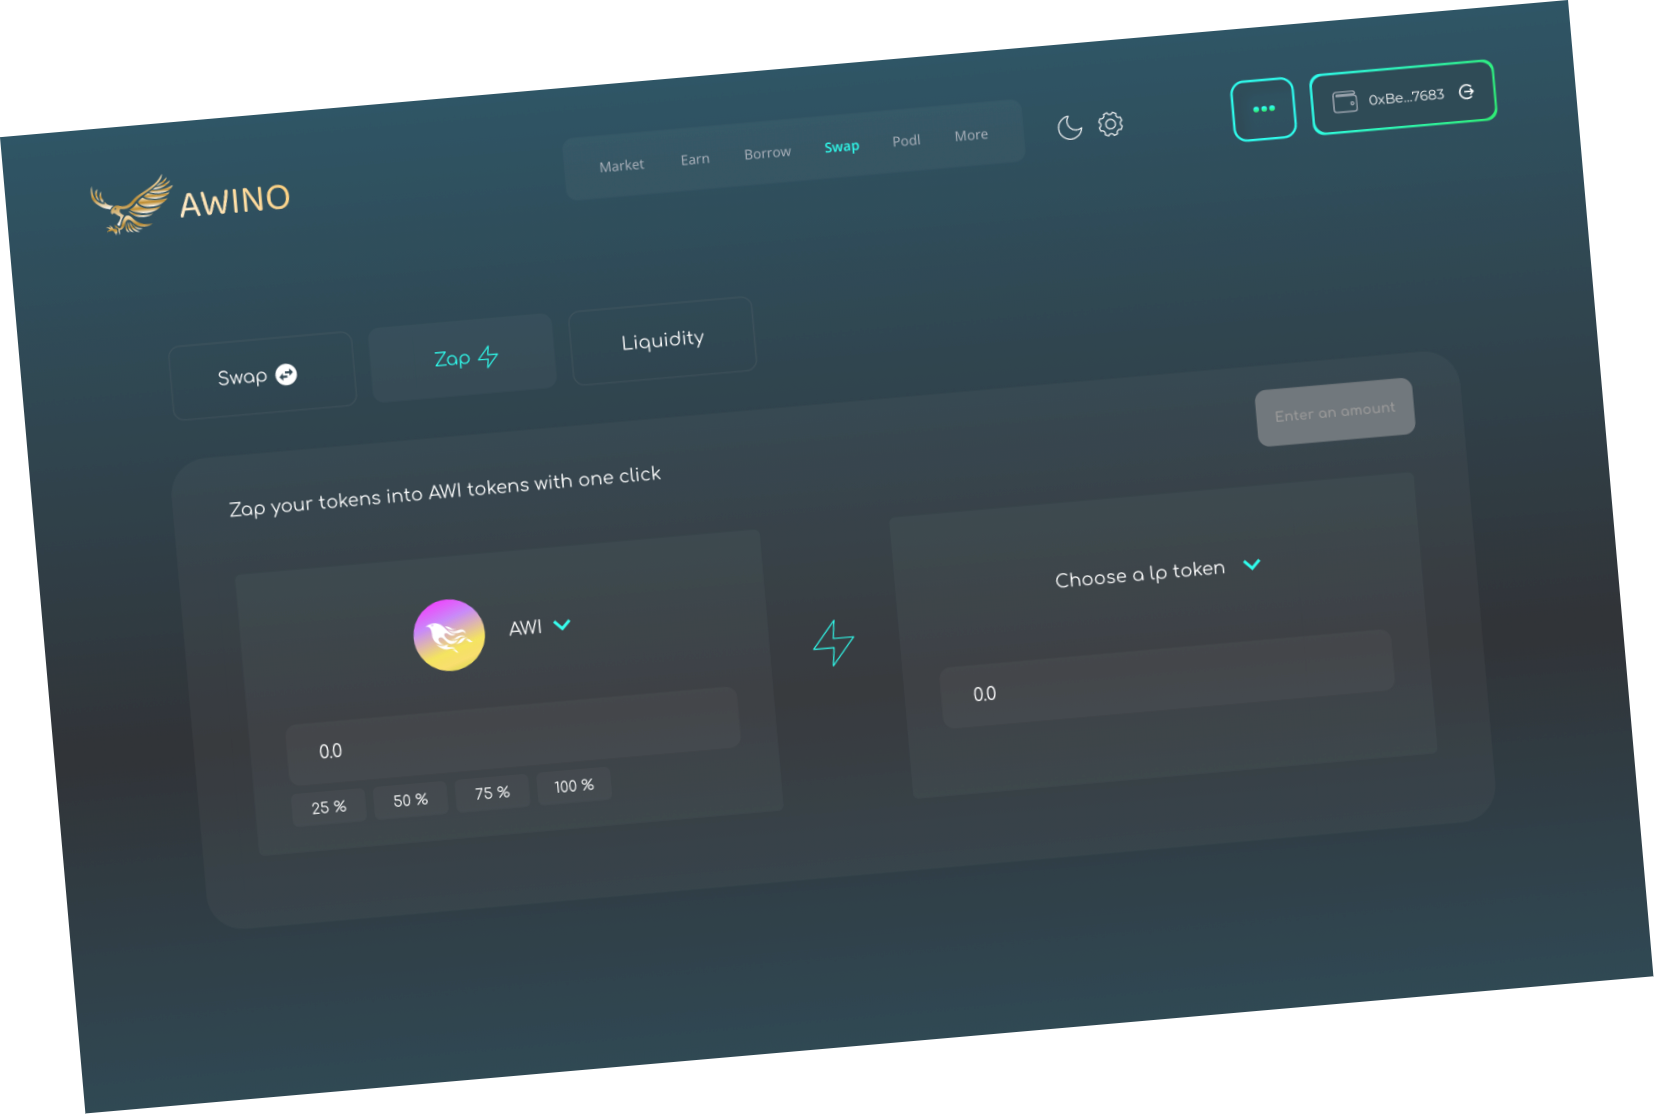 AWINO
Market Earn Borrow Swap Podl More
0xBe...7683
Swap Zap Liquidity
Enter an amount
Zap your tokens into AWI tokens with one click
AWI
0.0
25 % 50 % 75 % 100 %
Choose a lp token
0.0